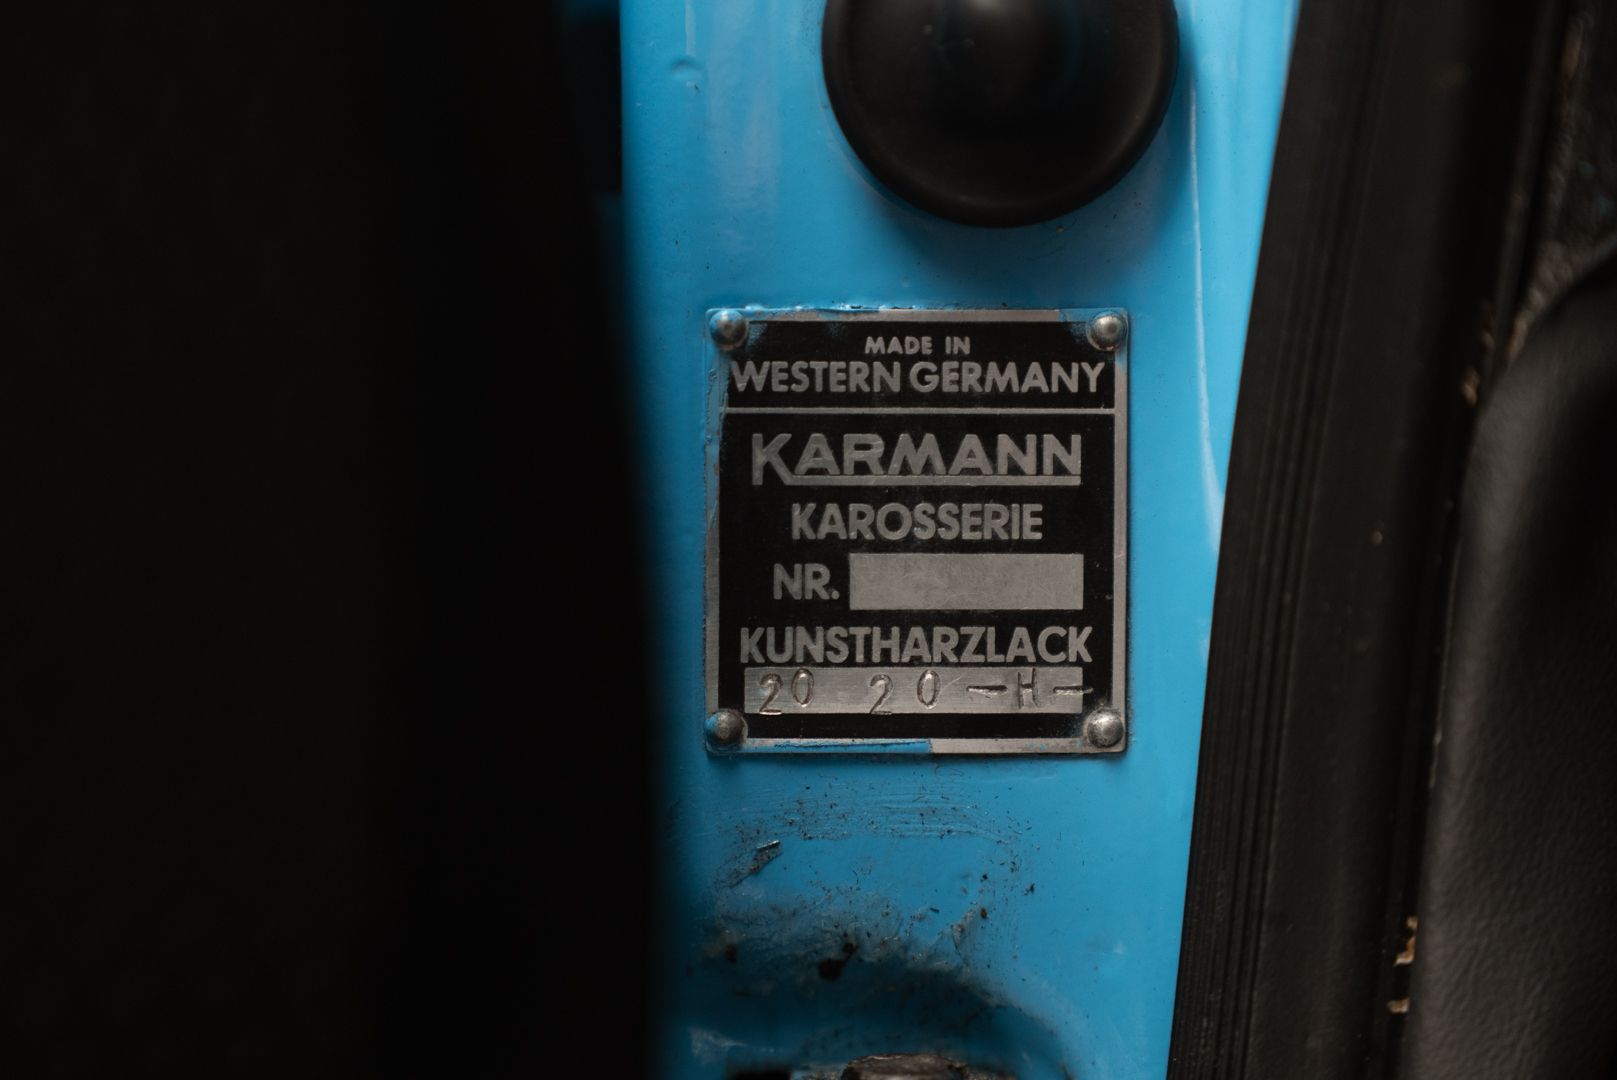 MADE IN
WESTERN GERMANY
KARMANN
KAROSSERIE
NR.
KUNSTHARZLACK
20 20 -H-